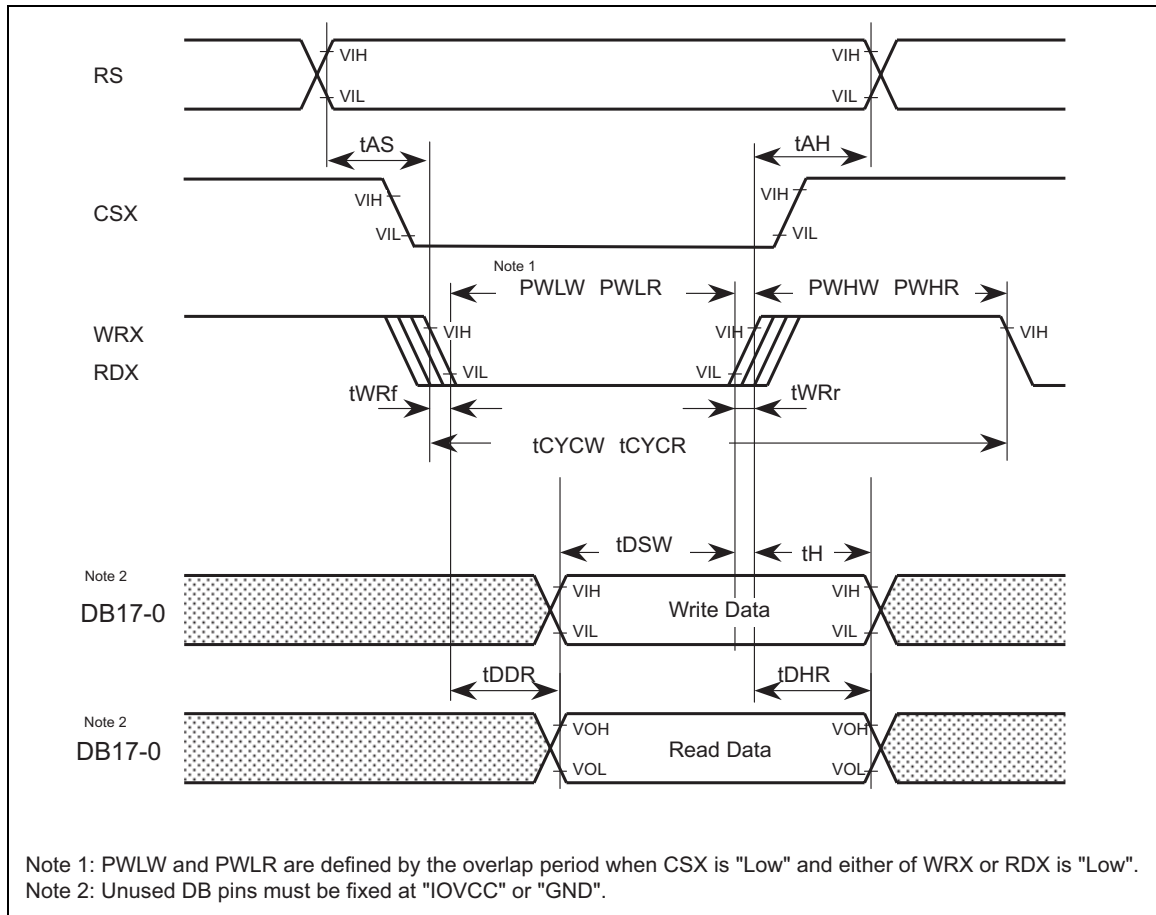 RS
VIH
VIH
VIL
VIL
tAS
tAH
CSX
VIH
VIH
VIL
VIL
Note 1
PWLW PWLR
PWHW PWHR
WRX
RDX
VIH
VIH
VIH
VIL
VIL
tWRf
tWRr
tCYCW tCYCR
tDSW
tH
Note 2
DB17-0
VIH
VIH
Write Data
VIL
VIL
tDDR
tDHR
Note 2
DB17-0
VOH
VOH
Read Data
VOL
VOL
Note 1: PWLW and PWLR are defined by the overlap period when CSX is "Low" and either of WRX or RDX is "Low".
Note 2: Unused DB pins must be fixed at "IOVCC" or "GND".